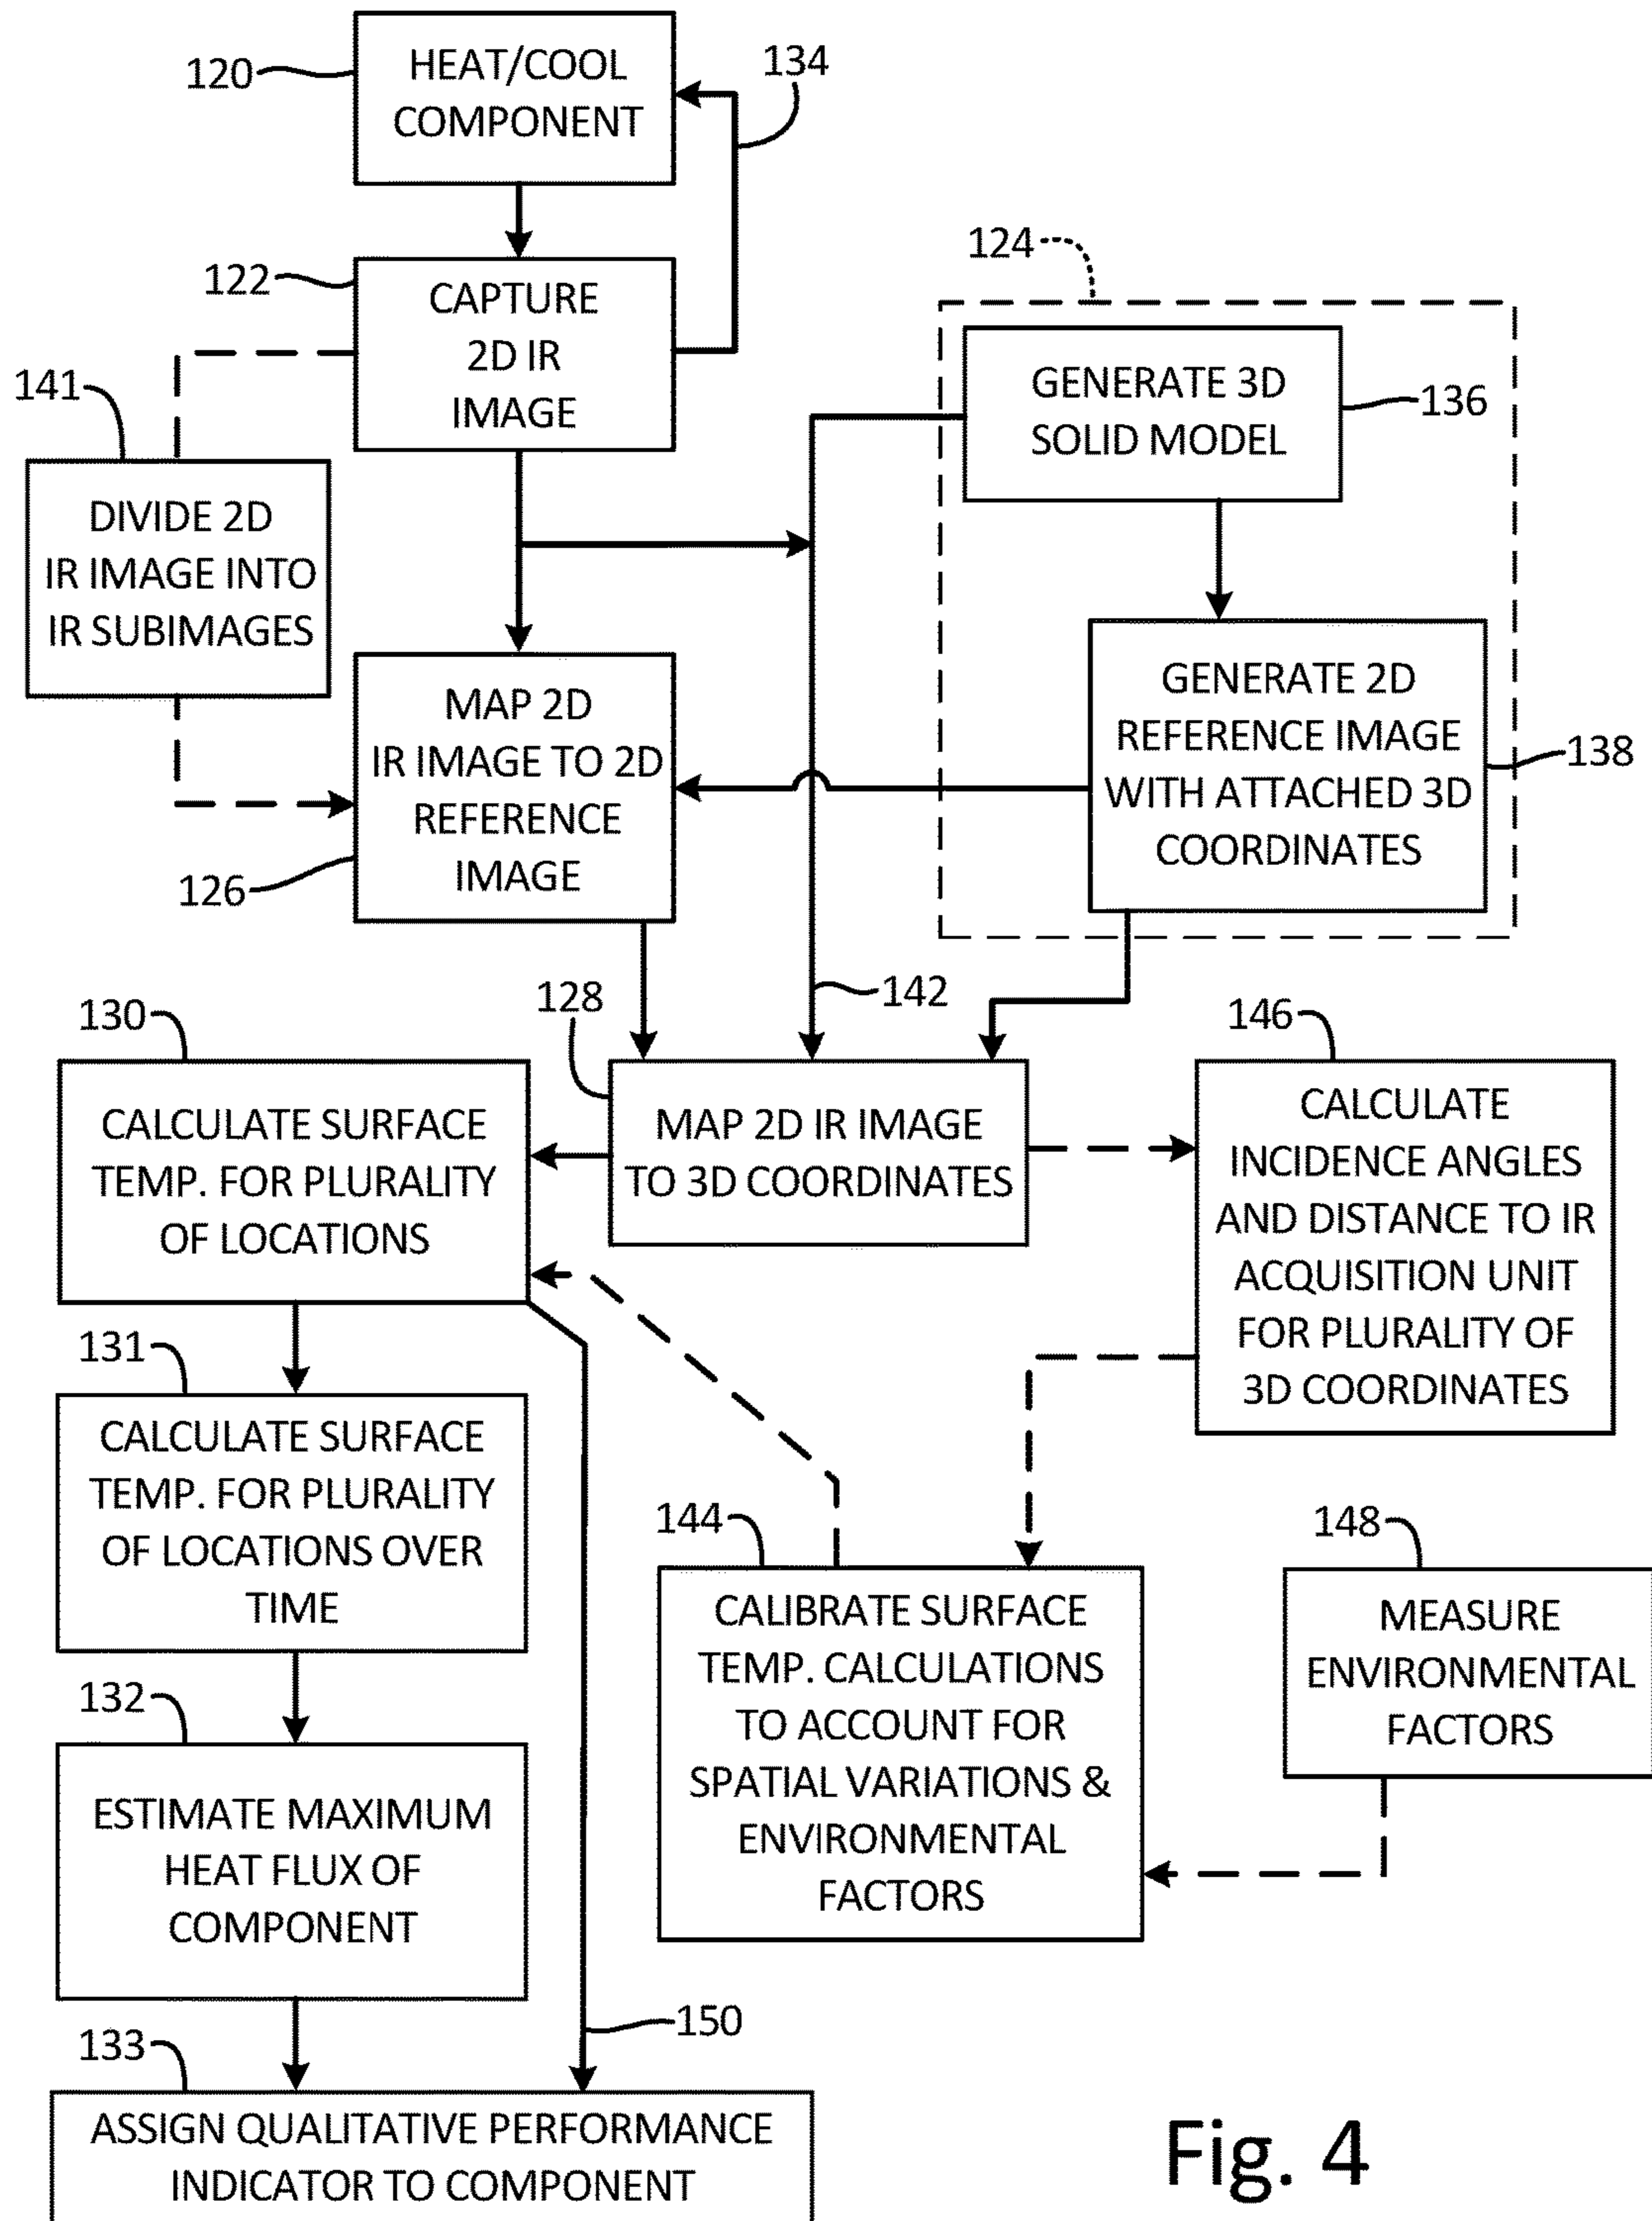 120
HEAT/COOL
COMPONENT
134
122
CAPTURE
2D IR
IMAGE
124
GENERATE 3D
SOLID MODEL
136
141
DIVIDE 2D
IR IMAGE INTO
IR SUBIMAGES
MAP 2D
IR IMAGE TO 2D
REFERENCE
IMAGE
126
GENERATE 2D
REFERENCE IMAGE
WITH ATTACHED 3D
COORDINATES
138
142
128
MAP 2D IR IMAGE
TO 3D COORDINATES
130
CALCULATE SURFACE
TEMP. FOR PLURALITY
OF LOCATIONS
146
CALCULATE
INCIDENCE ANGLES
AND DISTANCE TO IR
ACQUISITION UNIT
FOR PLURALITY OF
3D COORDINATES
131
CALCULATE SURFACE
TEMP. FOR PLURALITY
OF LOCATIONS OVER
TIME
144
CALIBRATE SURFACE
TEMP. CALCULATIONS
TO ACCOUNT FOR
SPATIAL VARIATIONS &
ENVIRONMENTAL
FACTORS
148
MEASURE
ENVIRONMENTAL
FACTORS
132
ESTIMATE MAXIMUM
HEAT FLUX OF
COMPONENT
150
133
ASSIGN QUALITATIVE PERFORMANCE
INDICATOR TO COMPONENT
Fig. 4